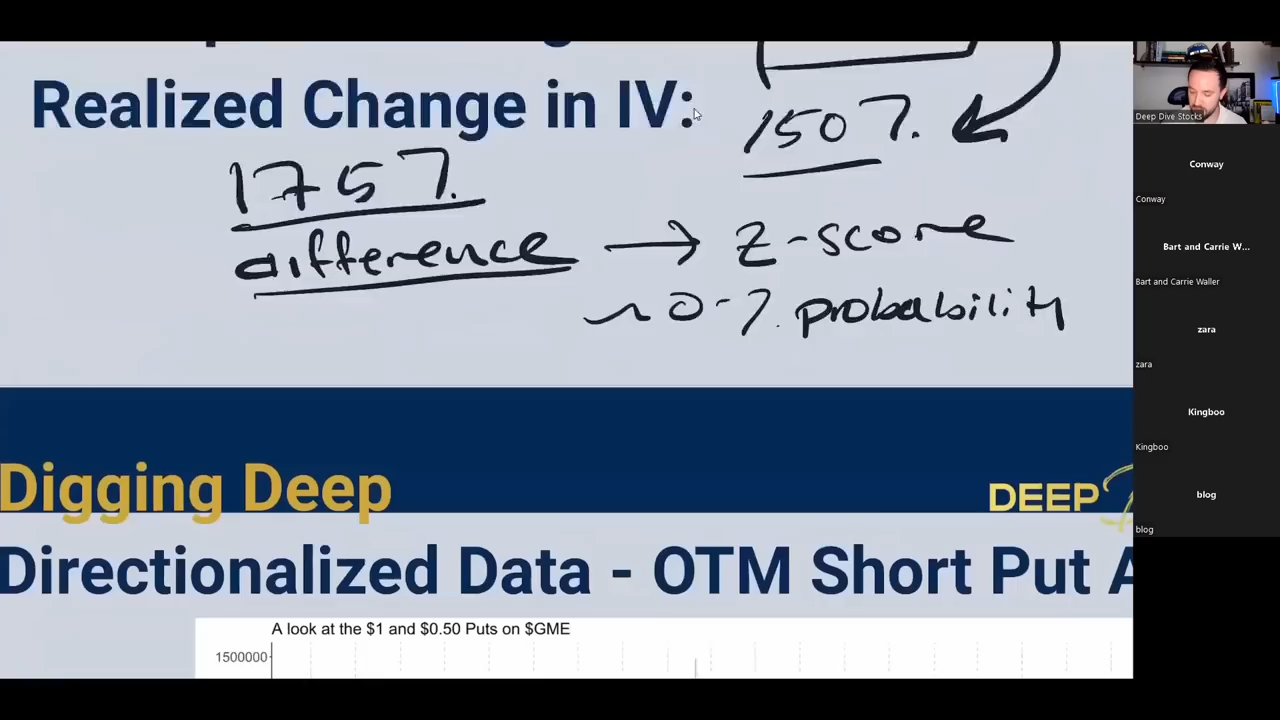 Realized Change in IV:
150%
175%
difference → z-score
~0-% probability
Digging Deep
DEEP
Directionalized Data - OTM Short Put
A look at the $1 and $0.50 Puts on $GME
1500000
Deep Dive Stocks
Conway
Conway
Bart and Carrie W...
Bart and Carrie Waller
zara
zara
Kingboo
Kingboo
blog
blog